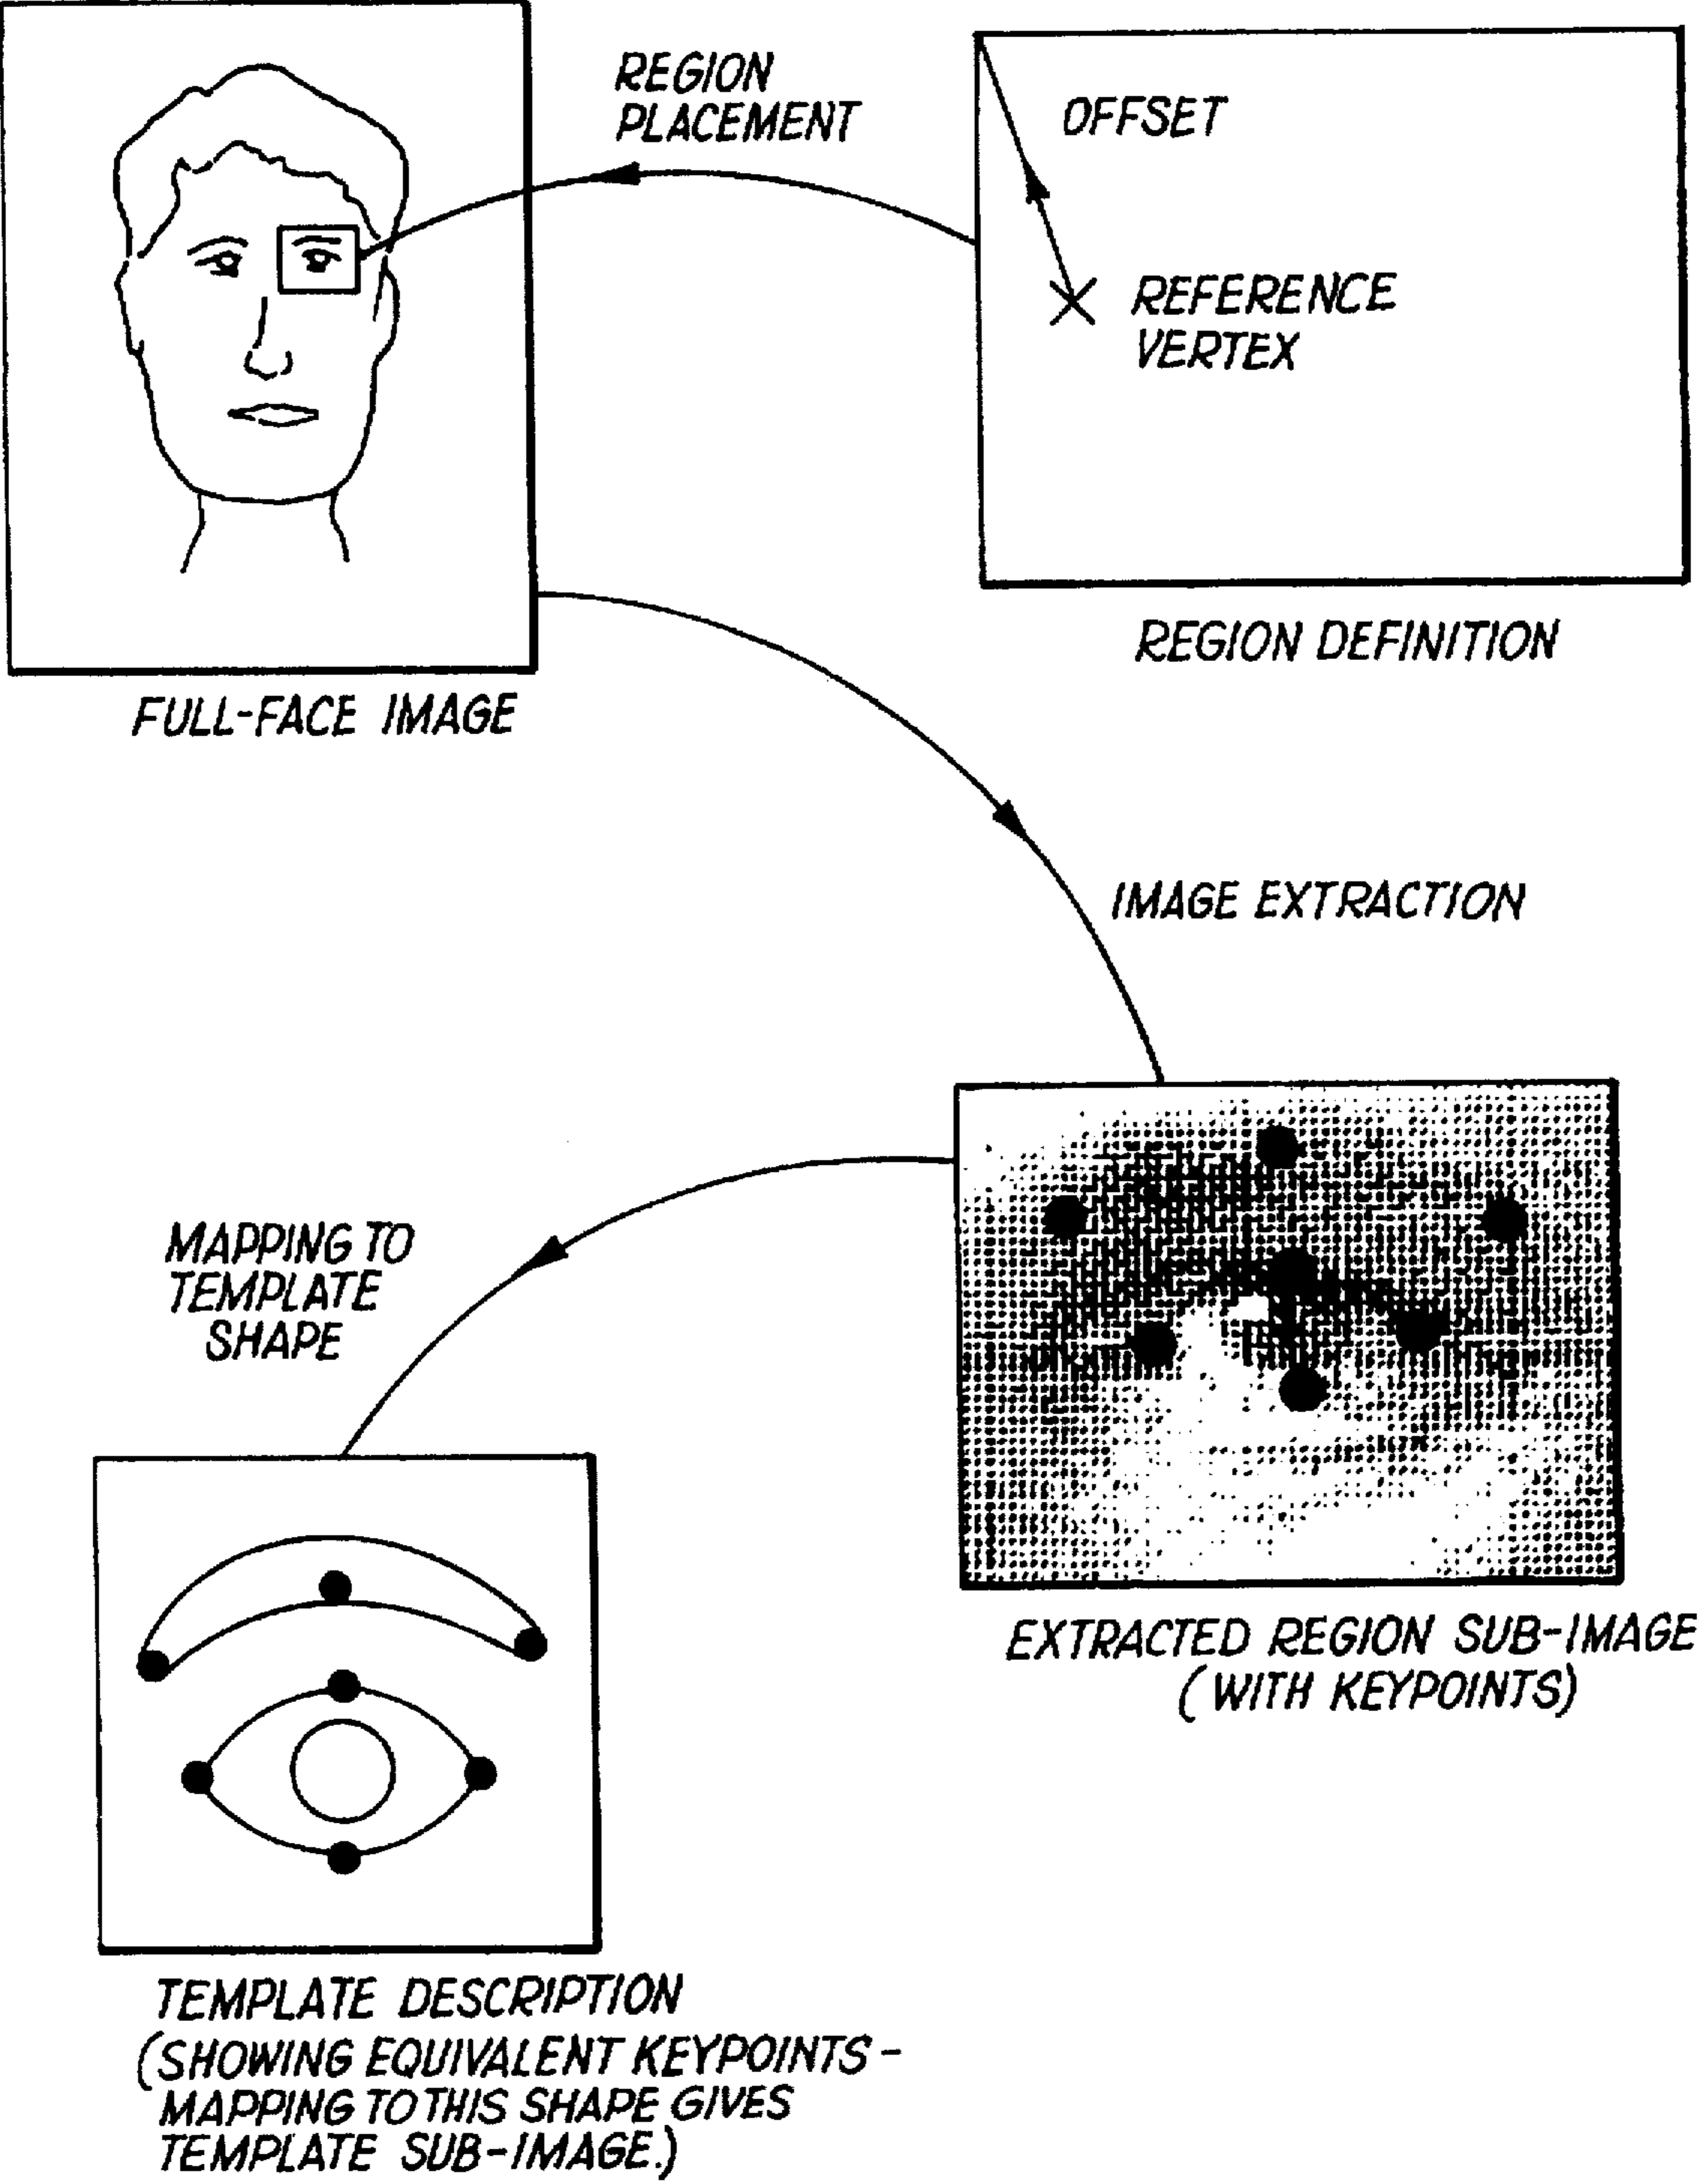 REGION
PLACEMENT
OFFSET
REFERENCE
VERTEX
REGION DEFINITION
FULL-FACE IMAGE
IMAGE EXTRACTION
MAPPING TO
TEMPLATE
SHAPE
EXTRACTED REGION SUB-IMAGE
(WITH KEYPOINTS)
TEMPLATE DESCRIPTION
(SHOWING EQUIVALENT KEYPOINTS-
MAPPING TO THIS SHAPE GIVES
TEMPLATE SUB-IMAGE.)